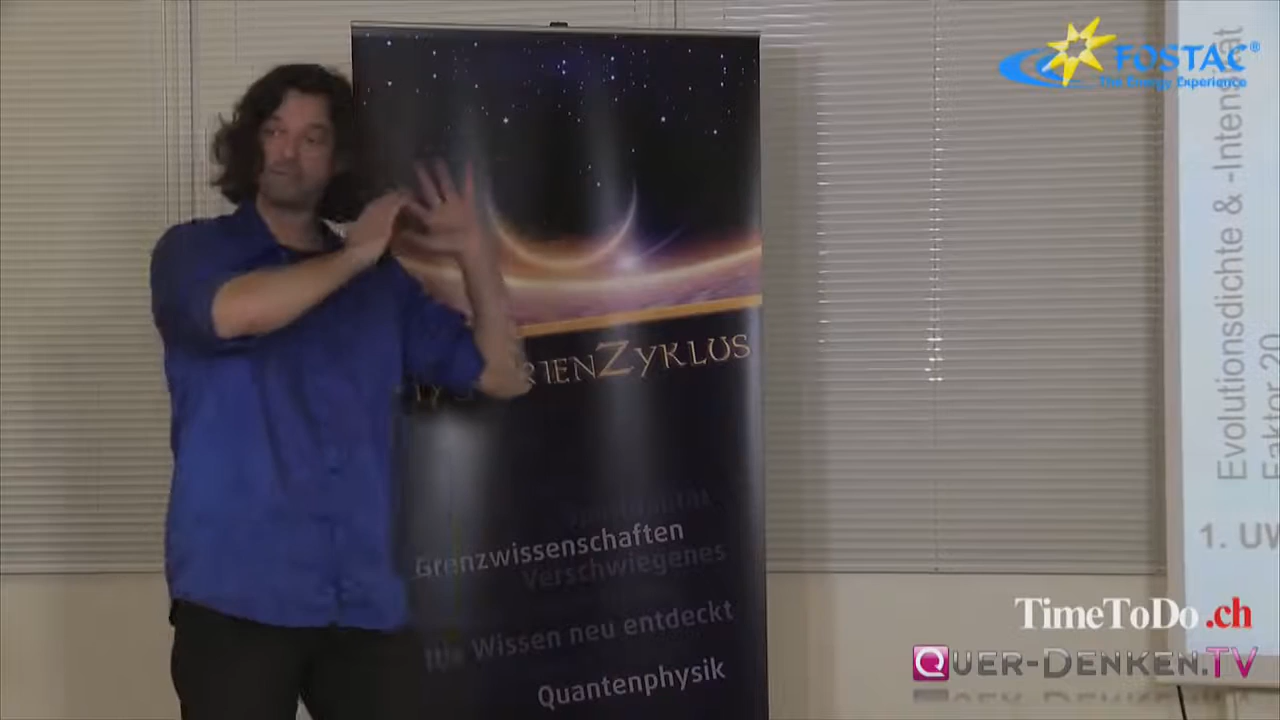 FOSTAC®
The Energy Experience
RIENZYKLUS
Grenzwissenschaften
Verschwiegenes
für Wissen neu entdeckt
Quantenphysik
Evolutionsdichte & -Intensität
Faktor 20
1. UW
TimeToDo.ch
QUER-DENKEN.TV